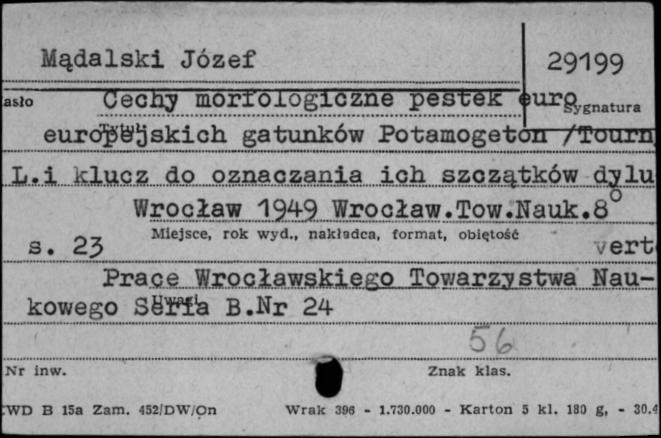 Mądalski Józef
29199
asło Cechy morfologiczne pestek euro Sygnatura
Tytuł europejskich gatunków Potamogeton /Tourn
L.i klucz do oznaczania ich szczątków dylu
Wrocław 1949 Wrocław.Tow.Nauk.8°
Miejsce, rok wyd., nakładca, format, objętość
s. 23 vert
Prace Wrocławskiego Towarzystwa Nau-
Uwagi
kowego Seria B.Nr 24
56
Nr inw. Znak klas.
CWD B 15a Zam. 452/DW/On Wrak 396 - 1.730.000 - Karton 5 kl. 180 g, - 30.4